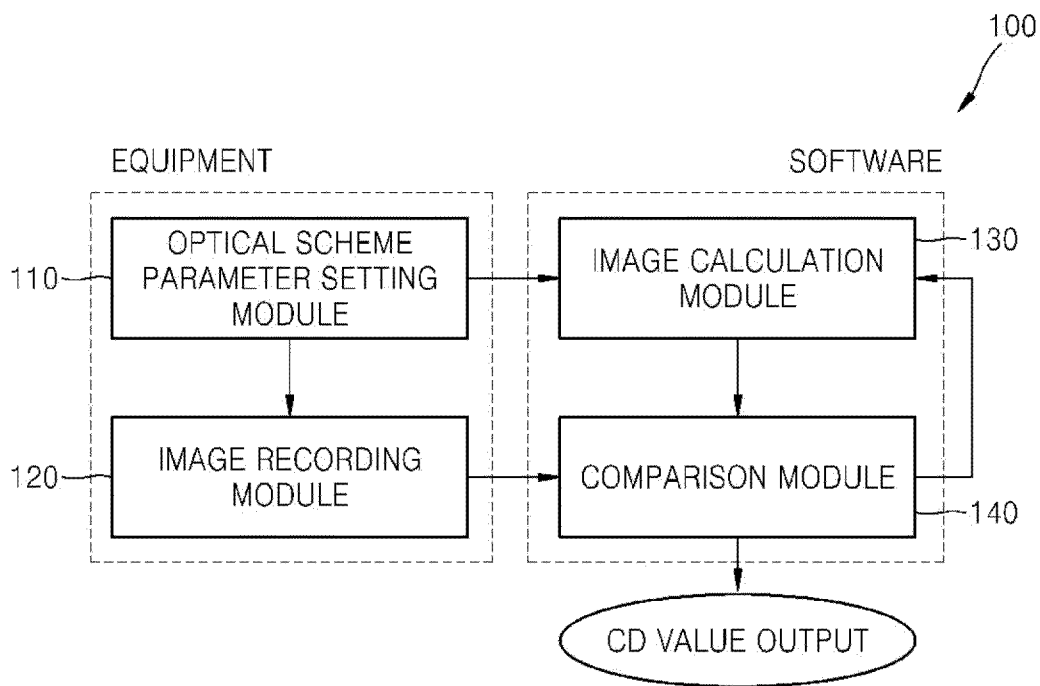 100
EQUIPMENT
SOFTWARE
110
OPTICAL SCHEME
PARAMETER SETTING
MODULE
IMAGE CALCULATION
MODULE
130
120
IMAGE RECORDING
MODULE
COMPARISON MODULE
140
CD VALUE OUTPUT